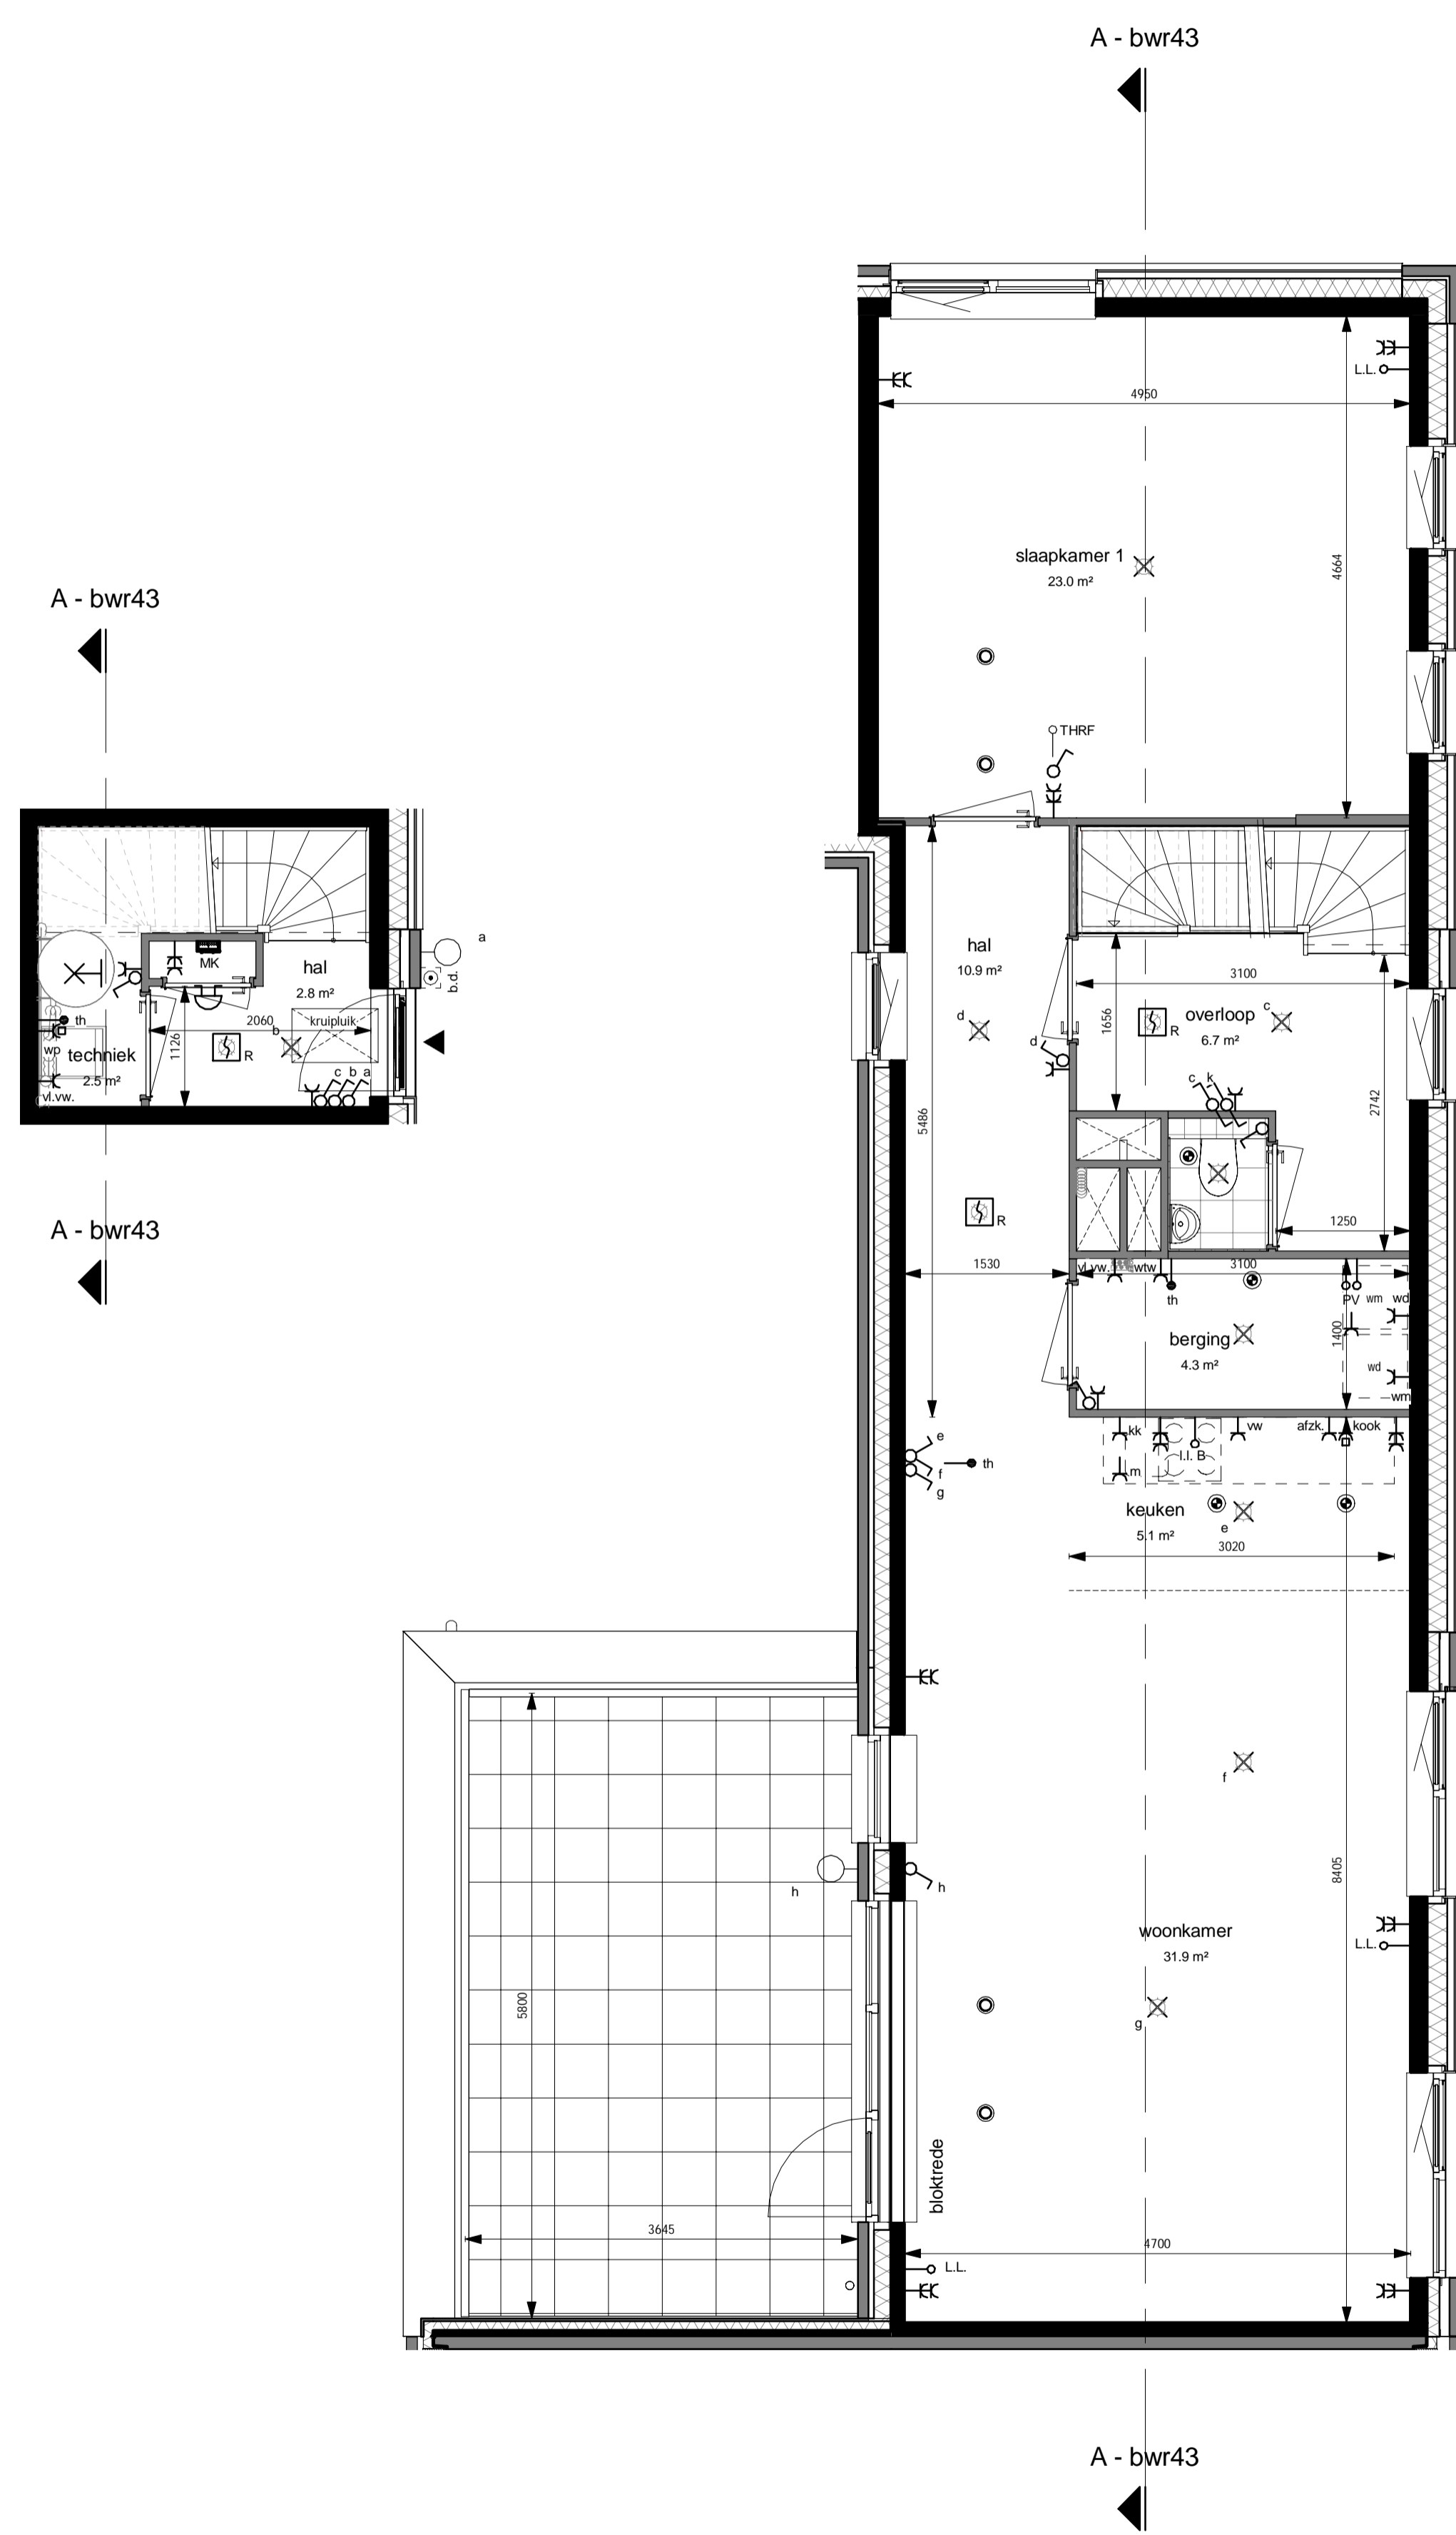 A - bwr43
4950
L.L.
slaapkamer 1
23.0 m²
4664
THRF
A - bwr43
a
b.d.
MK
hal
2.8 m²
th
2060
b
kruipluik
wp
techniek
2.5 m²
1126
R
c b a
vl.vw.
A - bwr43
hal
10.9 m²
d
d
5486
R
1530
3100
1656
R
overloop
6.7 m²
c
c k
2742
1250
vl.vw.
wtw
3100
th
PV
wm
wd
berging
4.3 m²
1400
wd
wm
e
f
g
th
kk
l.l. B
vw
afzk.
kook
m
keuken
5.1 m²
e
3020
f
h
h
8405
woonkamer
31.9 m²
L.L.
g
5800
bloktrede
3645
4700
L.L.
A - bwr43